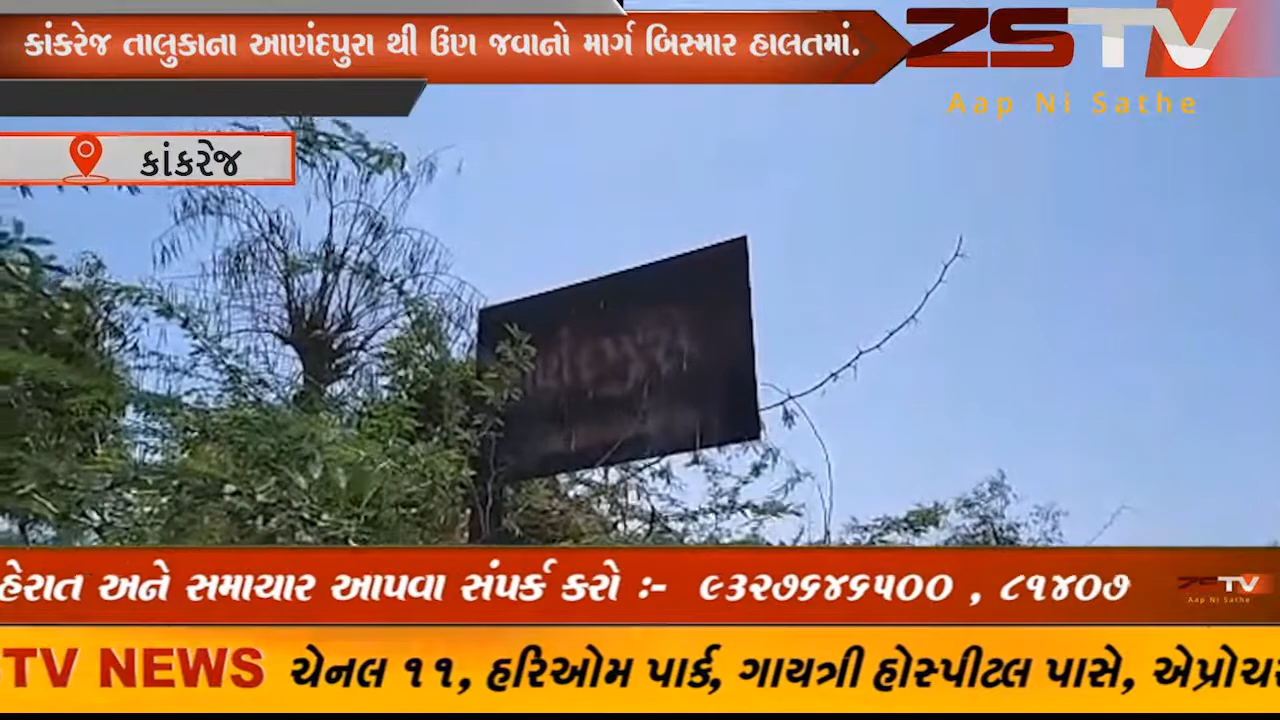 કાંકરેજ તાલુકાના આણંદપુરા થી ઉણ જવાનો માર્ગ બિસ્માર હાલતમાં.
ZSTV
Aap Ni Sathe
કાંકરેજ
હેરાત અને સમાચાર આપવા સંપર્ક કરો :- ૯૩૨૭૬૪૬૫૦૦ , ૮૧૪૦૭
ZSTV
Aap Ni Sathe
STV NEWS ચેનલ ૧૧, હરિઓમ પાર્ક, ગાયત્રી હોસ્પીટલ પાસે, એપ્રોચ